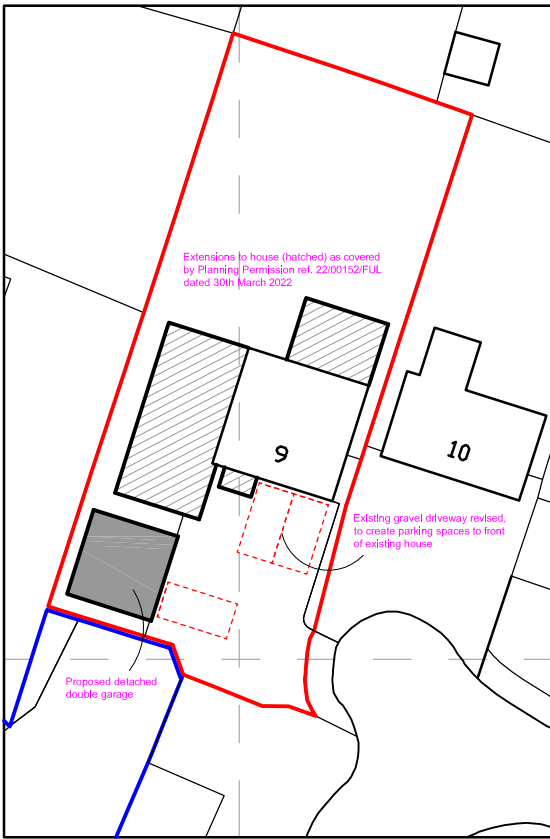 Extensions to house (hatched) as covered
by Planning Permission ref. 22/00152/FUL
dated 30th March 2022
9
10
Existing gravel driveway revised,
to create parking spaces to front
of existing house
Proposed detached
double garage